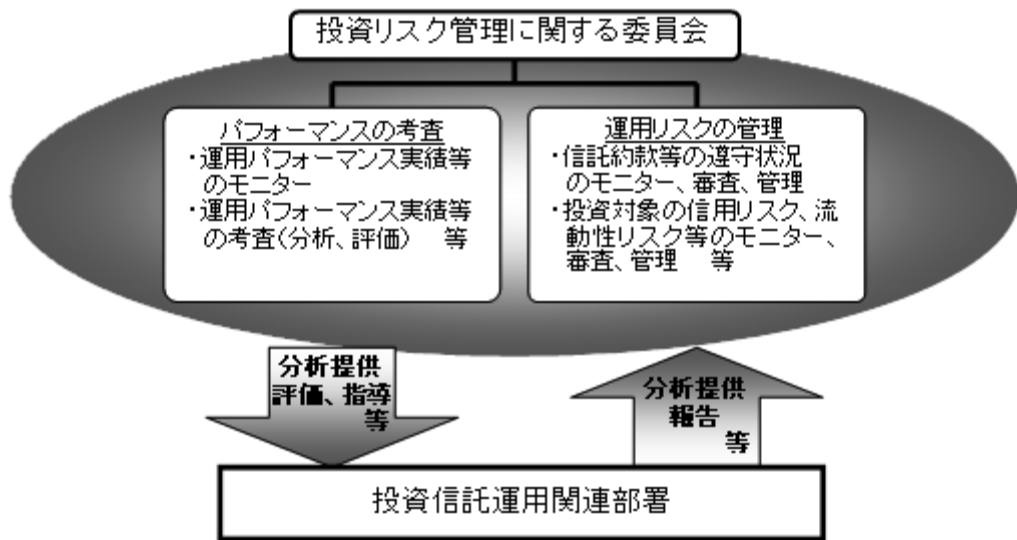 投資リスク管理に関する委員会
パフォーマンスの考査
・運用パフォーマンス実績等
のモニター
・運用パフォーマンス実績等
の考査(分析、評価) 等
運用リスクの管理
・信託約款等の遵守状況
のモニター、審査、管理
・投資対象の信用リスク、流
動性リスク等のモニター、
審査、管理 等
分析提供
評価、指導
等
分析提供
報告
等
投資信託運用関連部署